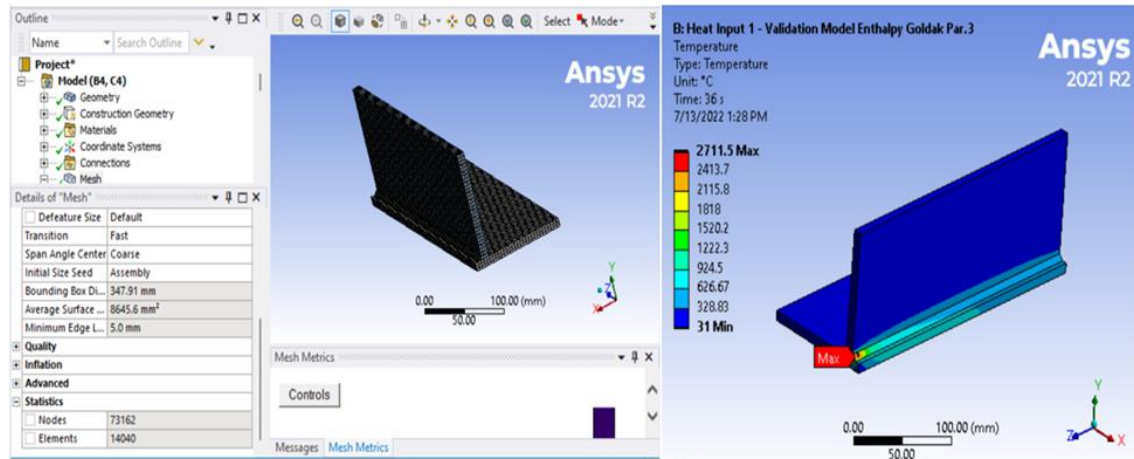 Outline
Name
Search Outline
Project*
Model (B4, C4)
Geometry
Construction Geometry
Materials
Coordinate Systems
Connections
Mesh
Details of "Mesh"
Defeature Size Default
Transition Fast
Span Angle Center Coarse
Initial Size Seed Assembly
Bounding Box Di... 347.91 mm
Average Surface ... 8645.6 mm²
Minimum Edge L... 5.0 mm
Quality
Inflation
Advanced
Statistics
Nodes 73162
Elements 14040
Select Mode
Ansys
2021 R2
Y
Z
X
0.00 100.00 (mm)
50.00
Mesh Metrics
Controls
Messages Mesh Metrics
B: Heat Input 1 - Validation Model Enthalpy Goldak Par.3
Temperature
Type: Temperature
Unit: °C
Time: 36 s
7/13/2022 1:28 PM
Ansys
2021 R2
2711.5 Max
2413.7
2115.8
1818
1520.2
1222.3
924.5
626.67
328.83
31 Min
Max
0.00 100.00 (mm)
50.00
Y
Z
X